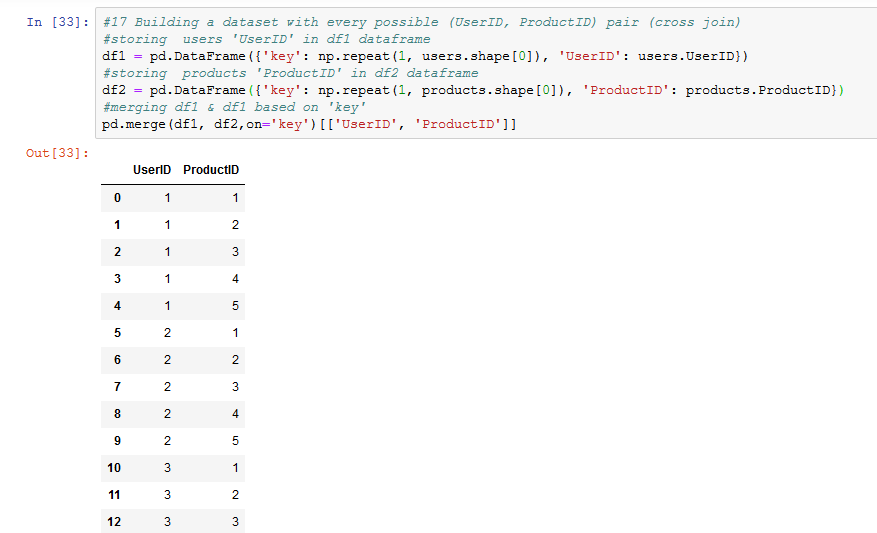 In [33]: #17 Building a dataset with every possible (UserID, ProductID) pair (cross join)
#storing  users 'UserID' in df1 dataframe
df1 = pd.DataFrame({'key': np.repeat(1, users.shape[0]), 'UserID': users.UserID})
#storing  products 'ProductID' in df2 dataframe
df2 = pd.DataFrame({'key': np.repeat(1, products.shape[0]), 'ProductID': products.ProductID})
#merging df1 & df1 based on 'key'
pd.merge(df1, df2,on='key')[['UserID', 'ProductID']]
Out[33]:
UserID ProductID
0 1 1
1 1 2
2 1 3
3 1 4
4 1 5
5 2 1
6 2 2
7 2 3
8 2 4
9 2 5
10 3 1
11 3 2
12 3 3